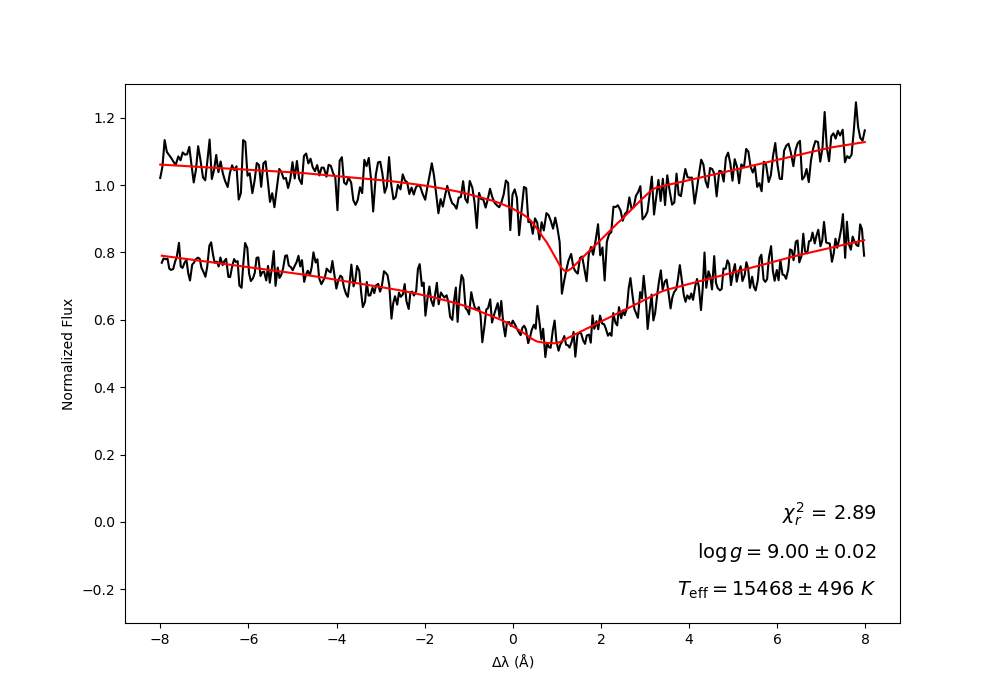 1.2
1.0
0.8
0.6
0.4
0.2
0.0
−0.2
Normalized Flux
χ_r^2 = 2.89
log g = 9.00 ± 0.02
T_eff = 15468 ± 496 K
−8 −6 −4 −2 0 2 4 6 8
Δλ (Å)